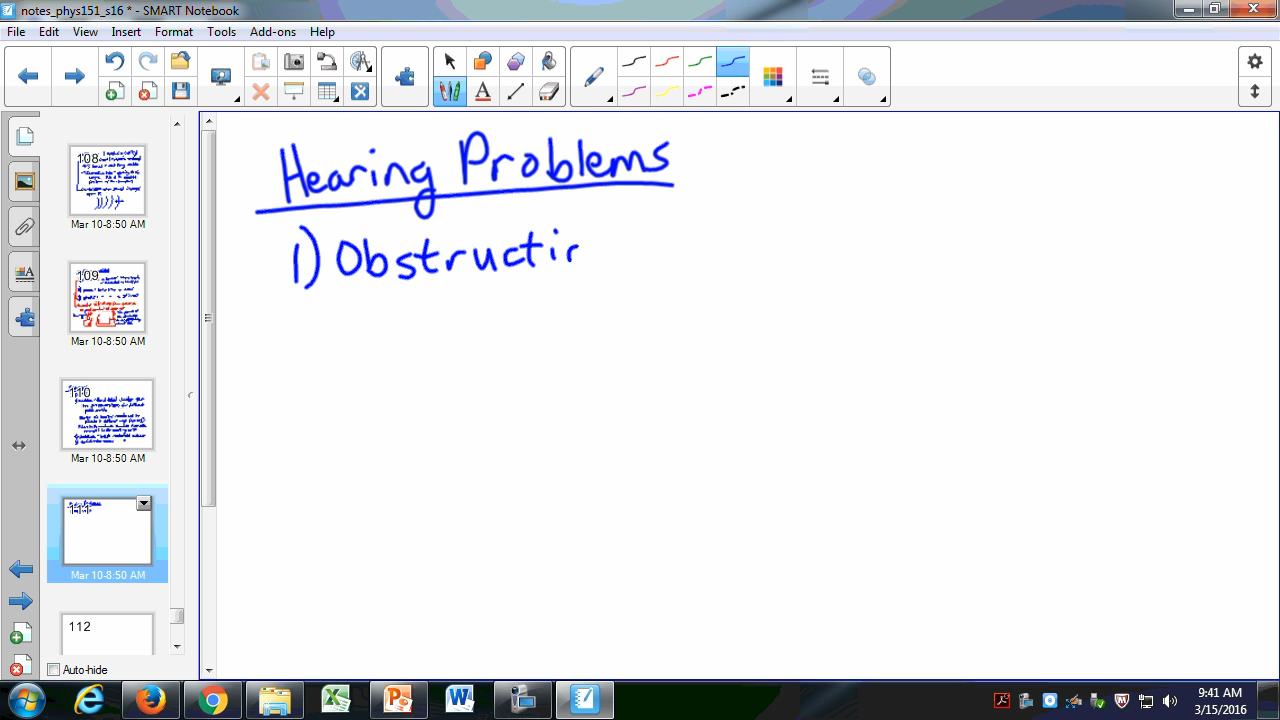 notes_phys151_s16 * - SMART Notebook
File Edit View Insert Format Tools Add-ons Help
Hearing Problems
1) Obstructi
108
Mar 10-8:50 AM
109
Mar 10-8:50 AM
110
Mar 10-8:50 AM
Mar 10-8:50 AM
112
Auto-hide
9:41 AM
3/15/2016